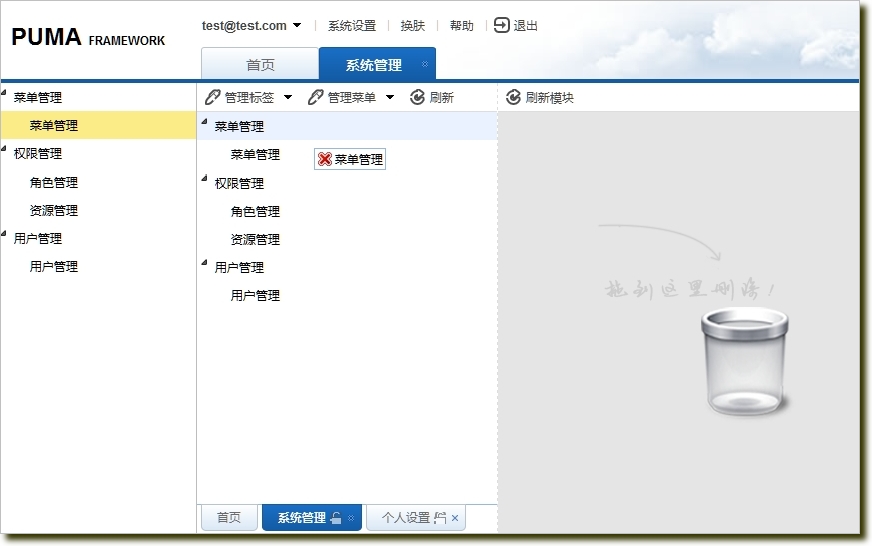 PUMA FRAMEWORK
test@test.com 系统设置 换肤 帮助 退出
首页 系统管理
菜单管理
菜单管理
权限管理
角色管理
资源管理
用户管理
用户管理
管理标签 管理菜单 刷新
菜单管理
菜单管理
权限管理
角色管理
资源管理
用户管理
用户管理
菜单管理
首页 系统管理 个人设置
刷新模块
拖到这里删除!